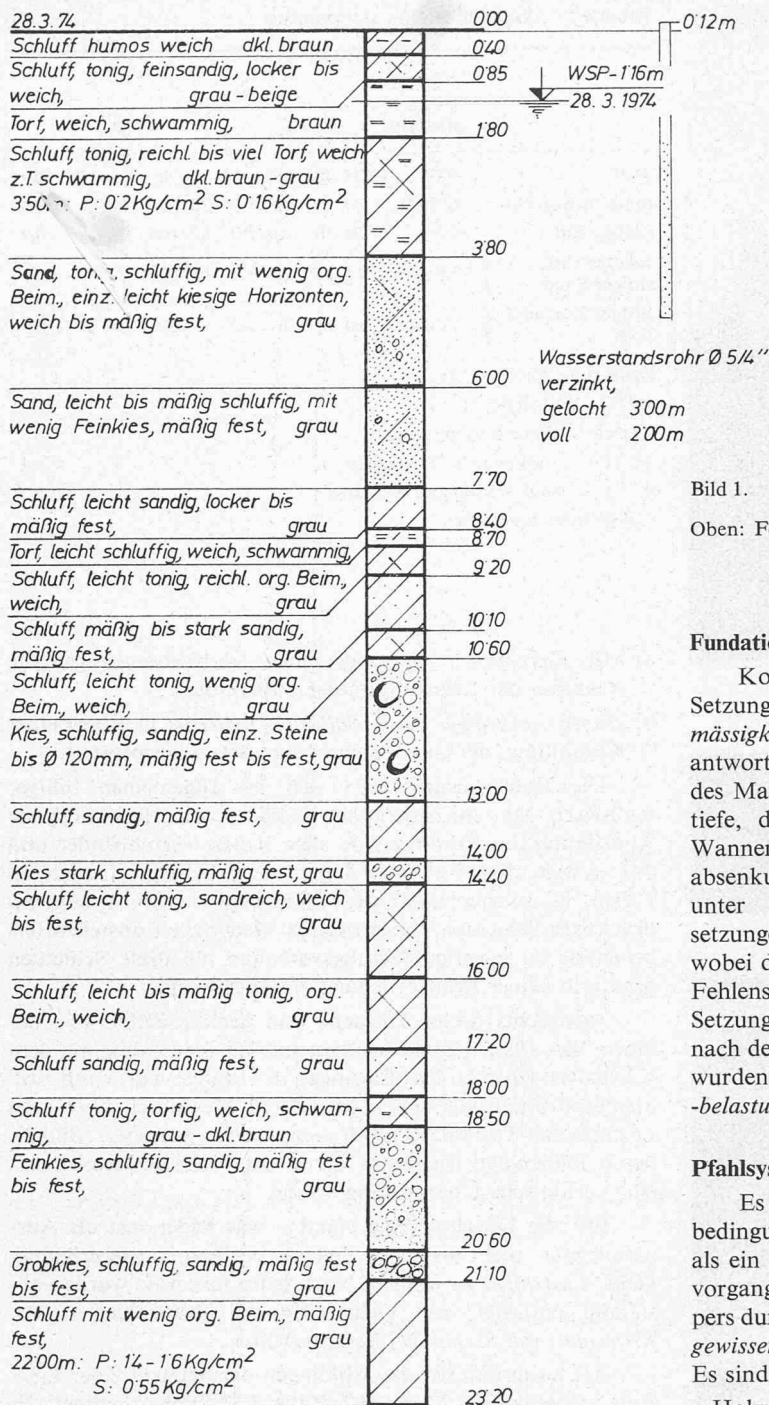 28.3.74
0'00
0'12m
Schluff humos weich dkl.braun
0'40
Schluff, tonig, feinsandig, locker bis
weich, grau-beige
0'85
WSP-1'16m
28. 3. 1974
Torf, weich, schwammig, braun
1'80
Schluff, tonig, reichl. bis viel Torf, weich
z.T schwammig, dkl.braun-grau
3'50m: P: 0'2Kg/cm2 S: 0'16Kg/cm2
3'80
Sand, tonig, schluffig, mit wenig org.
Beim., einz. leicht kiesige Horizonten,
weich bis mäßig fest, grau
6'00
Wasserstandsrohr Ø 5/4"
verzinkt,
gelocht 3'00m
voll 2'00m
Sand, leicht bis mäßig schluffig, mit
wenig Feinkies, mäßig fest, grau
7'70
Schluff, leicht sandig, locker bis
mäßig fest, grau
8'40
Torf, leicht schluffig, weich, schwammig,
8'70
Schluff, leicht tonig, reichl. org. Beim.,
weich, grau
9'20
Schluff, mäßig bis stark sandig,
mäßig fest, grau
10'10
Schluff, leicht tonig, wenig org.
Beim., weich, grau
10'60
Kies, schluffig, sandig, einz. Steine
bis Ø 120mm, mäßig fest bis fest,grau
13'00
Schluff, sandig, mäßig fest, grau
14'00
Kies stark schluffig, mäßig fest, grau
14'40
Schluff, leicht tonig, sandreich, weich
bis fest, grau
16'00
Schluff, leicht bis mäßig tonig, org.
Beim., weich, grau
17'20
Schluff sandig, mäßig fest, grau
18'00
Schluff tonig, torfig, weich, schwam-
mig, grau-dkl.braun
18'50
Feinkies, schluffig, sandig, mäßig fest
bis fest, grau
20'60
Grobkies, schluffig, sandig, mäßig fest
bis fest, grau
21'10
Schluff mit wenig org. Beim., mäßig
fest, grau
22'00m: P: 1'4-1'6Kg/cm2
S: 0'55Kg/cm2
23'20
Bild 1.
Oben: F
Fundatio
Ko
Setzung
mässigk
antwort
des Ma
tiefe, d
Wanner
absenku
unter
setzunge
wobei d
Fehlens
Setzung
nach de
wurden
-belastu
Pfahlsys
Es
bedingu
als ein
vorgang
pers dur
gewisser
Es sind